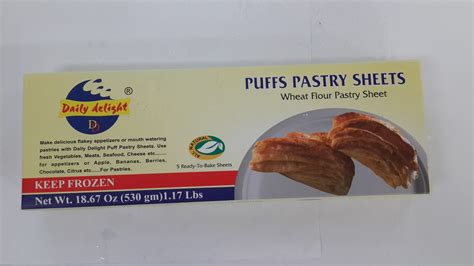 Daily delight
®
D
Make delicious flakey appetizers or mouth watering
pastries with Daily Delight Puff Pastry Sheets. Use
fresh Vegetables, Meats, Seafood, Cheese etc......
for appetizers or Apple, Bananas, Berries,
Chocolate, Citrus etc.....For Pastries.
KEEP FROZEN
Net Wt. 18.67 Oz (530 gm)1.17 Lbs
PUFFS PASTRY SHEETS
Wheat Flour Pastry Sheet
NATURAL
5 Ready-To-Bake Sheets